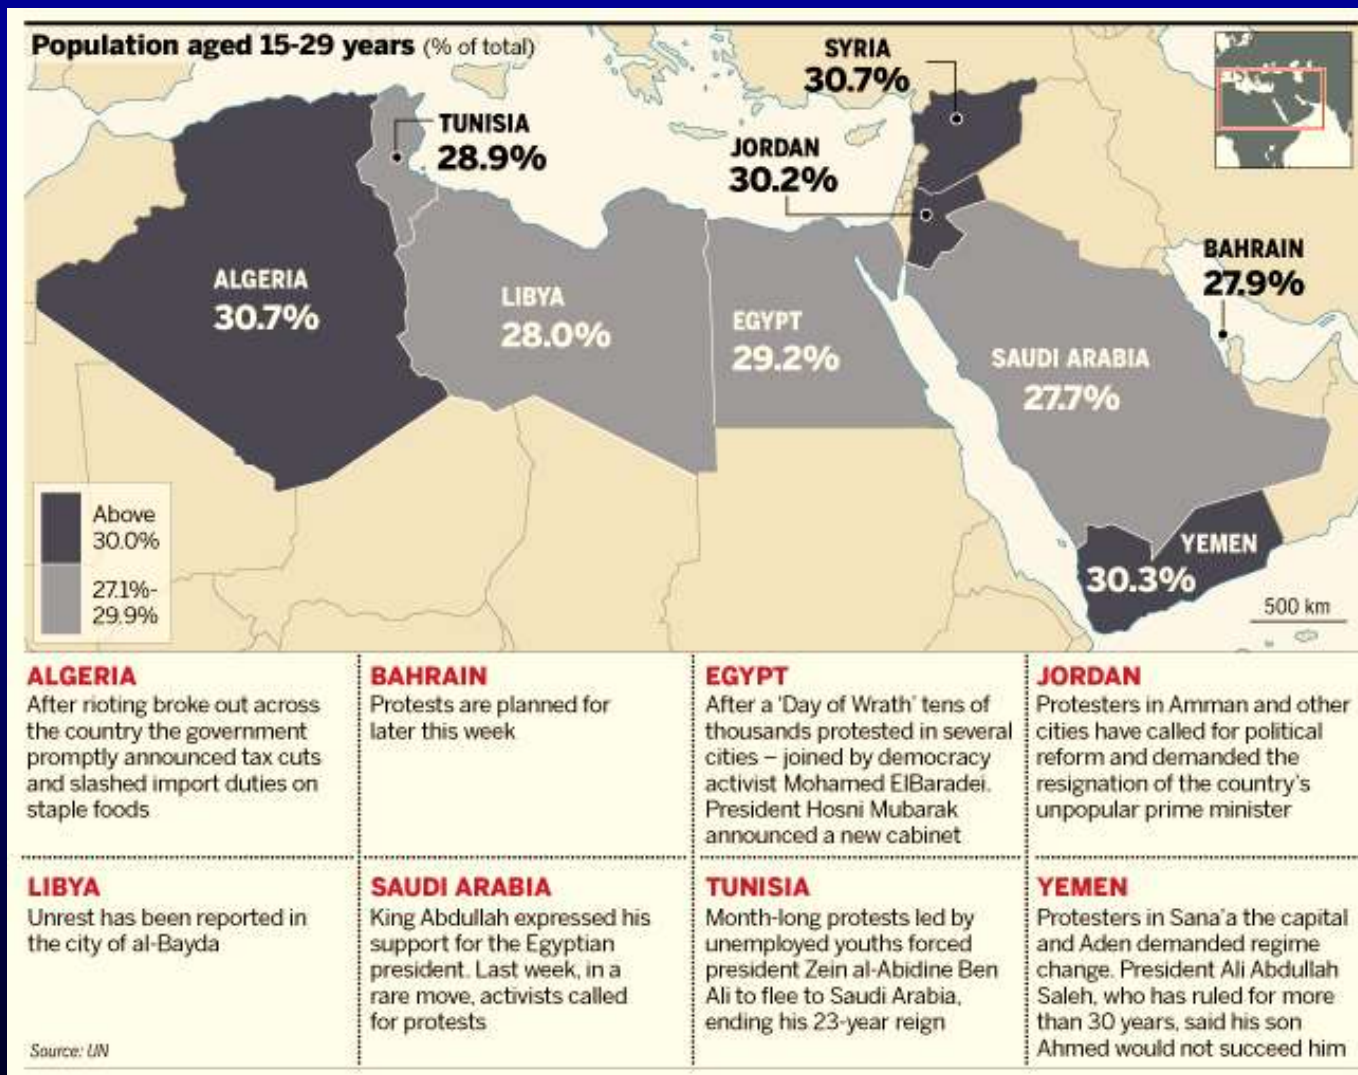 Population aged 15-29 years (% of total)
SYRIA
30.7%
TUNISIA
28.9%
JORDAN
30.2%
BAHRAIN
27.9%
ALGERIA
30.7%
LIBYA
28.0%
EGYPT
29.2%
SAUDI ARABIA
27.7%
YEMEN
30.3%
Above
30.0%
27.1%-
29.9%
500 km
ALGERIA
After rioting broke out across
the country the government
promptly announced tax cuts
and slashed import duties on
staple foods
BAHRAIN
Protests are planned for
later this week
EGYPT
After a ‘Day of Wrath’ tens of
thousands protested in several
cities – joined by democracy
activist Mohamed ElBaradei.
President Hosni Mubarak
announced a new cabinet
JORDAN
Protesters in Amman and other
cities have called for political
reform and demanded the
resignation of the country’s
unpopular prime minister
LIBYA
Unrest has been reported in
the city of al-Bayda
SAUDI ARABIA
King Abdullah expressed his
support for the Egyptian
president. Last week, in a
rare move, activists called
for protests
TUNISIA
Month-long protests led by
unemployed youths forced
president Zein al-Abidine Ben
Ali to flee to Saudi Arabia,
ending his 23-year reign
YEMEN
Protesters in Sana’a the capital
and Aden demanded regime
change. President Ali Abdullah
Saleh, who has ruled for more
than 30 years, said his son
Ahmed would not succeed him
Source: UN